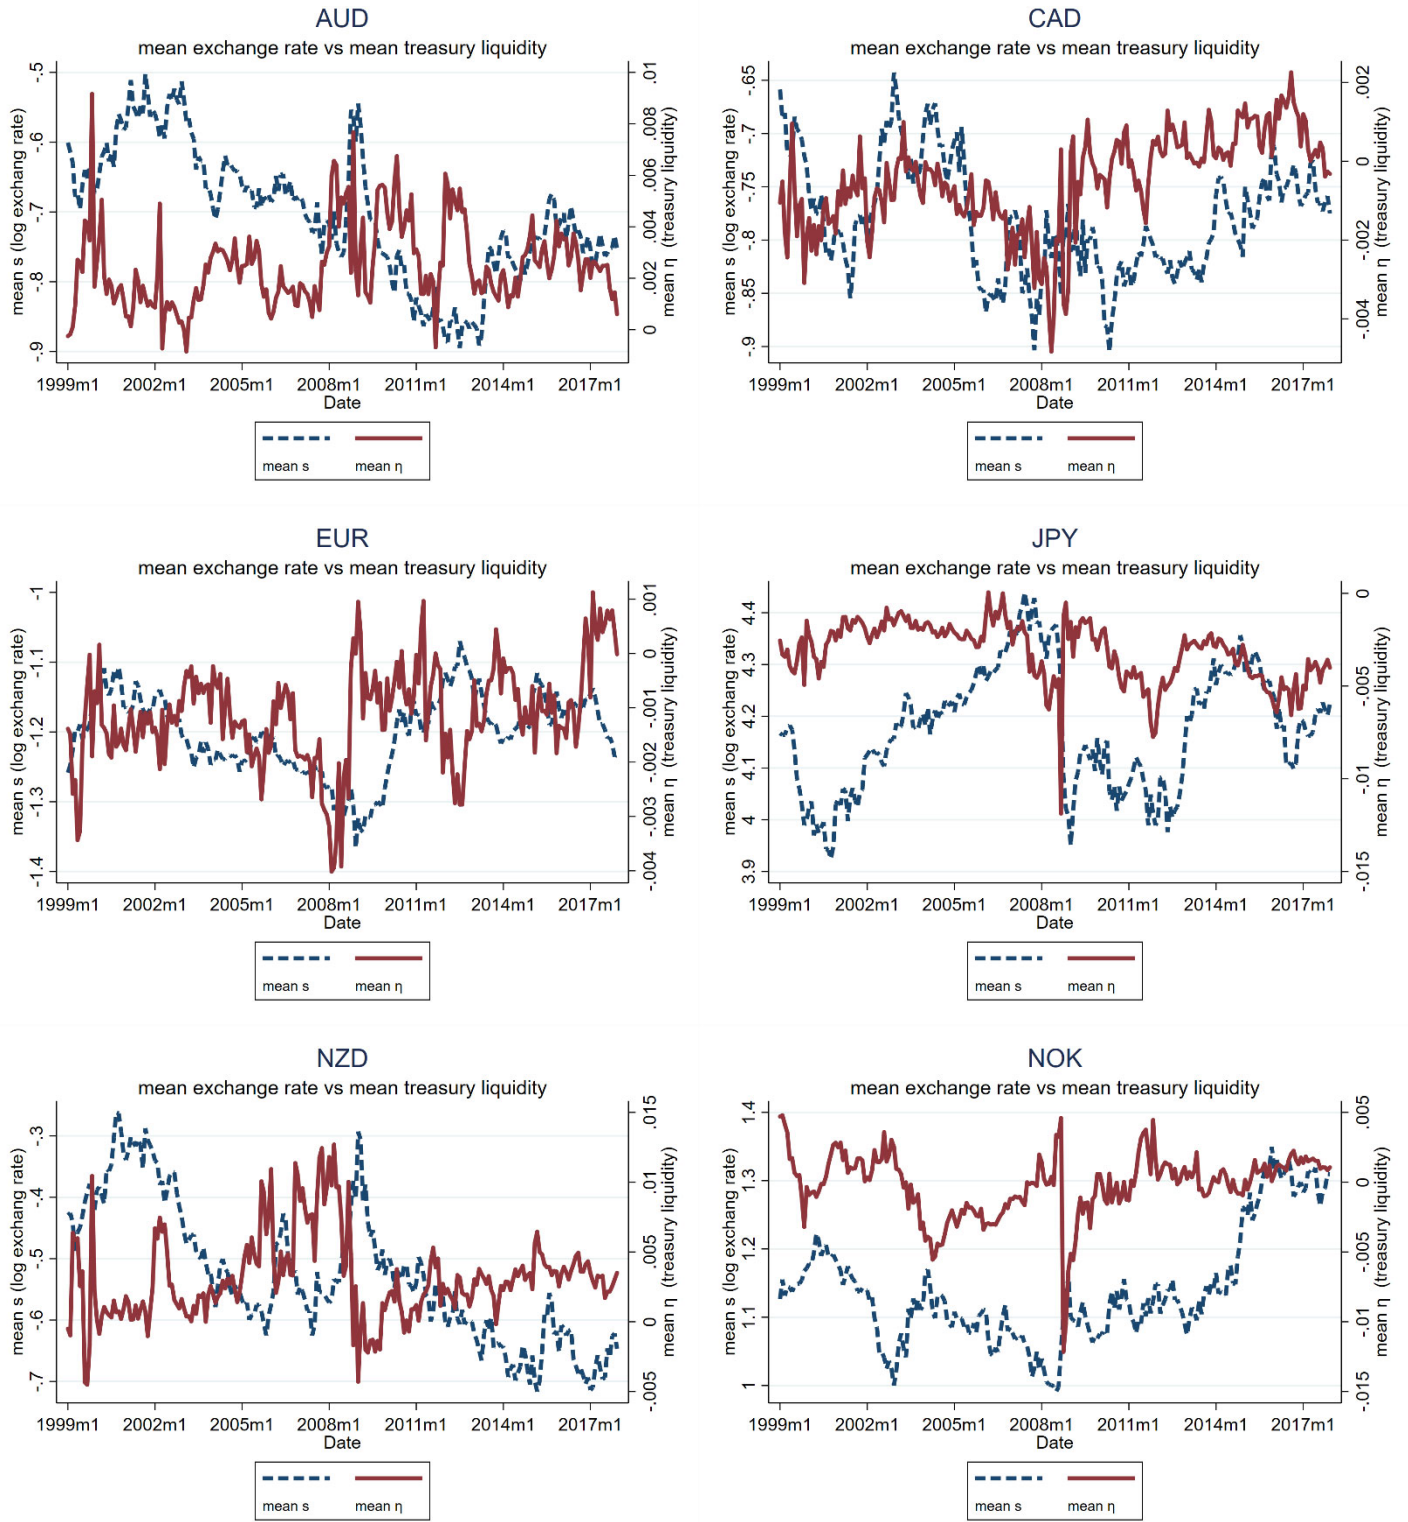 AUD
mean exchange rate vs mean treasury liquidity
mean s (log exchang rate)
-.5
-.6
-.7
-.8
-.9
.01
.008
.006
.004
.002
0
mean η (treasury liquidity)
1999m1 2002m1 2005m1 2008m1 2011m1 2014m1 2017m1
Date
mean s mean η
CAD
mean exchange rate vs mean treasury liquidity
mean s (log exchang rate)
-.65
-.7
-.75
-.8
-.85
-.9
.002
0
-.002
-.004
mean η (treasury liquidity)
1999m1 2002m1 2005m1 2008m1 2011m1 2014m1 2017m1
Date
mean s mean η
EUR
mean exchange rate vs mean treasury liquidity
mean s (log exchang rate)
-1
-1.1
-1.2
-1.3
-1.4
.001
0
-.001
-.002
-.003
-.004
mean η (treasury liquidity)
1999m1 2002m1 2005m1 2008m1 2011m1 2014m1 2017m1
Date
mean s mean η
JPY
mean exchange rate vs mean treasury liquidity
mean s (log exchang rate)
4.4
4.3
4.2
4.1
4
3.9
0
-.005
-.01
-.015
mean η (treasury liquidity)
1999m1 2002m1 2005m1 2008m1 2011m1 2014m1 2017m1
Date
mean s mean η
NZD
mean exchange rate vs mean treasury liquidity
mean s (log exchang rate)
-.3
-.4
-.5
-.6
-.7
.015
.01
.005
0
-.005
mean η (treasury liquidity)
1999m1 2002m1 2005m1 2008m1 2011m1 2014m1 2017m1
Date
mean s mean η
NOK
mean exchange rate vs mean treasury liquidity
mean s (log exchang rate)
1.4
1.3
1.2
1.1
1
.005
0
-.005
-.01
-.015
mean η (treasury liquidity)
1999m1 2002m1 2005m1 2008m1 2011m1 2014m1 2017m1
Date
mean s mean η